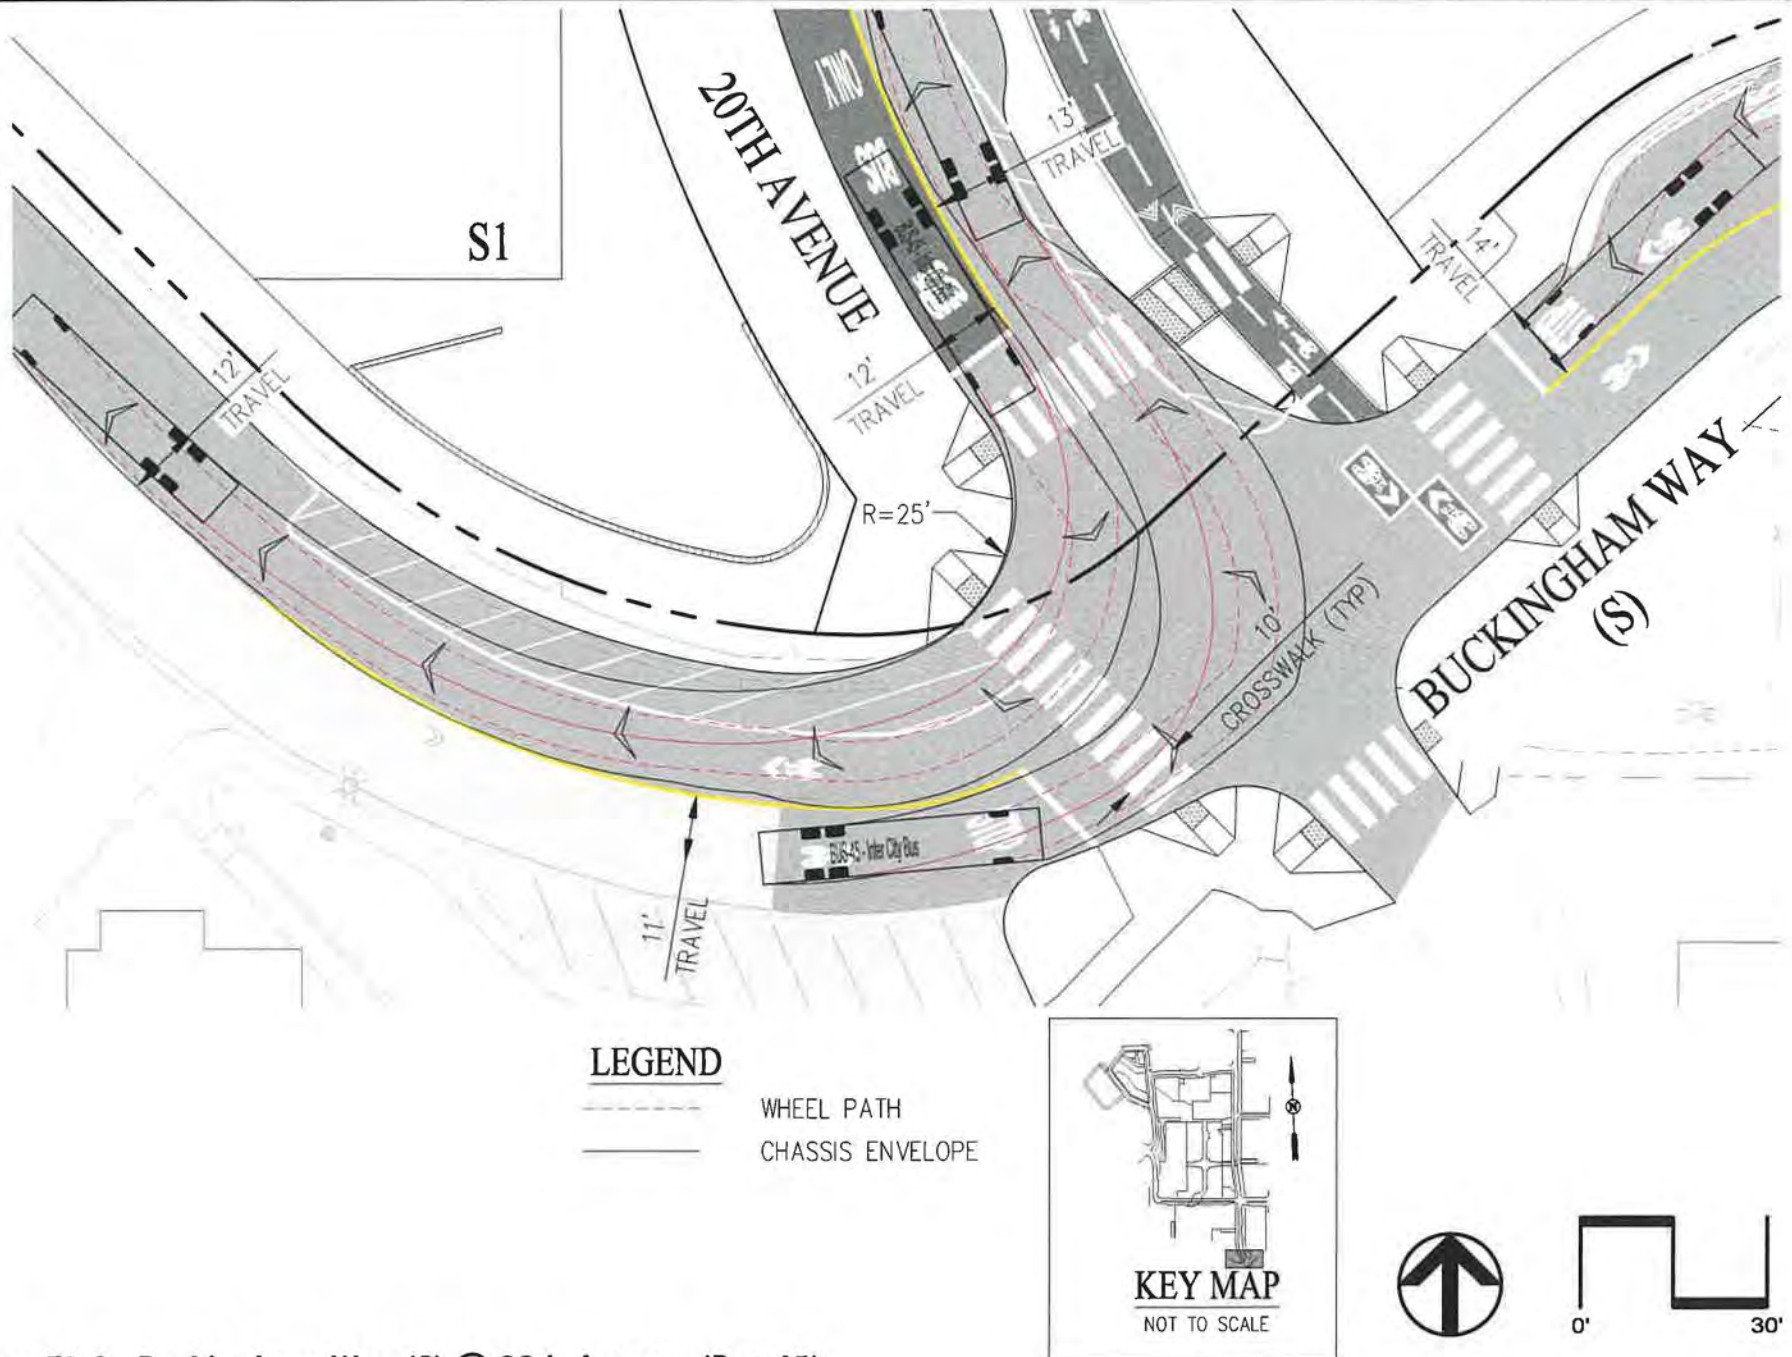 ONLY
BUS
20TH AVENUE
13'
TRAVEL
14'
TRAVEL
S1
12'
TRAVEL
12'
TRAVEL
R=25'
BUCKINGHAM WAY
(S)
10'
CROSSWALK (TYP)
BUS-45 - Inter City Bus
11'
TRAVEL
LEGEND
WHEEL PATH
CHASSIS ENVELOPE
N
KEY MAP
NOT TO SCALE
0' 30'